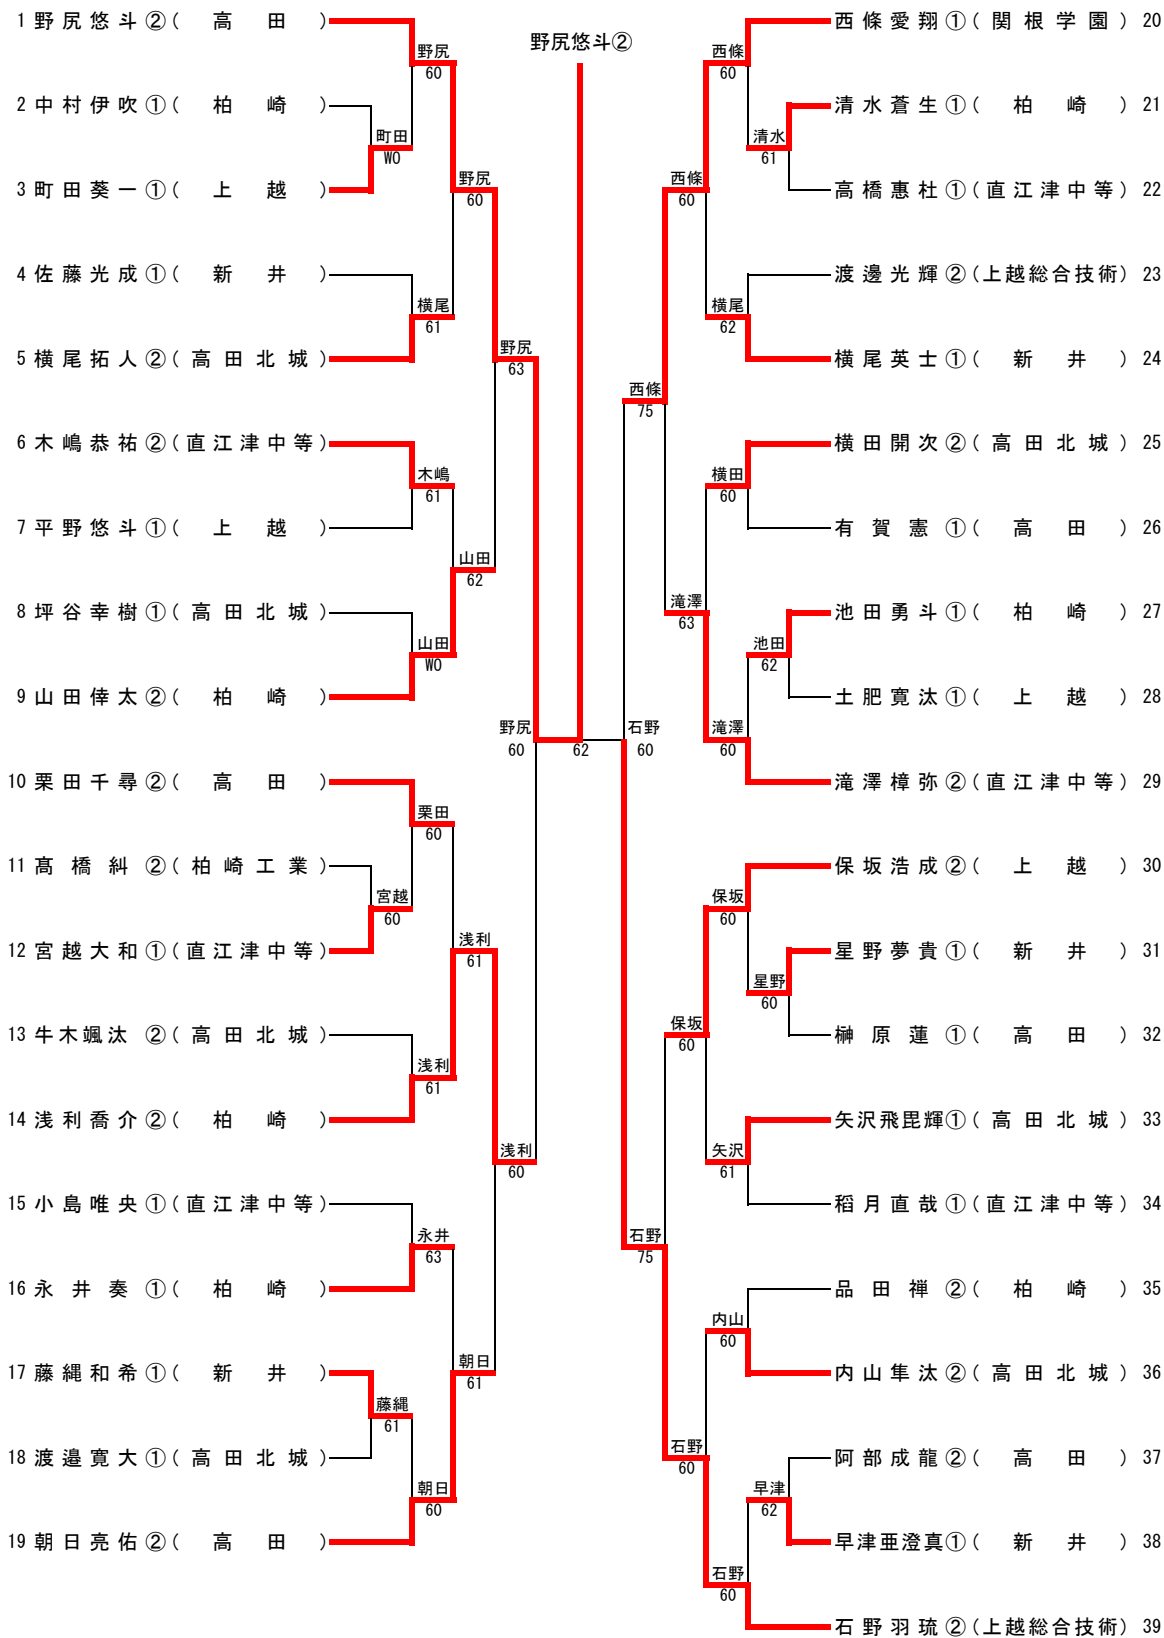 野尻悠斗②
1 野尻悠斗②(高田)
2 中村伊吹①(柏崎)
3 町田葵一①(上越)
4 佐藤光成①(新井)
5 横尾拓人②(高田北城)
6 木嶋恭祐②(直江津中等)
7 平野悠斗①(上越)
8 坪谷幸樹①(高田北城)
9 山田倖太②(柏崎)
10 栗田千尋②(高田)
11 髙橋糾②(柏崎工業)
12 宮越大和①(直江津中等)
13 牛木颯汰②(高田北城)
14 浅利喬介②(柏崎)
15 小島唯央①(直江津中等)
16 永井奏①(柏崎)
17 藤縄和希①(新井)
18 渡邉寛大①(高田北城)
19 朝日亮佑②(高田)
町田
WO
藤縄
61
宮越
60
野尻
60
横尾
61
木嶋
61
山田
WO
栗田
60
浅利
61
永井
63
朝日
60
野尻
60
山田
62
浅利
61
朝日
61
野尻
63
浅利
60
野尻
60
62
石野
60
西條
75
石野
75
西條
60
滝澤
63
保坂
60
石野
60
西條
60
横尾
62
横田
60
滝澤
60
保坂
60
矢沢
61
内山
60
石野
60
清水
61
池田
62
星野
60
早津
62
西條愛翔①(関根学園) 20
清水蒼生①(柏崎) 21
高橋惠杜①(直江津中等) 22
渡邊光輝②(上越総合技術) 23
横尾英士①(新井) 24
横田開次②(高田北城) 25
有賀憲①(高田) 26
池田勇斗①(柏崎) 27
土肥寛汰①(上越) 28
滝澤樟弥②(直江津中等) 29
保坂浩成②(上越) 30
星野夢貴①(新井) 31
榊原蓮①(高田) 32
矢沢飛毘輝①(高田北城) 33
稻月直哉①(直江津中等) 34
品田禅②(柏崎) 35
内山隼汰②(高田北城) 36
阿部成龍②(高田) 37
早津亜澄真①(新井) 38
石野羽琉②(上越総合技術) 39